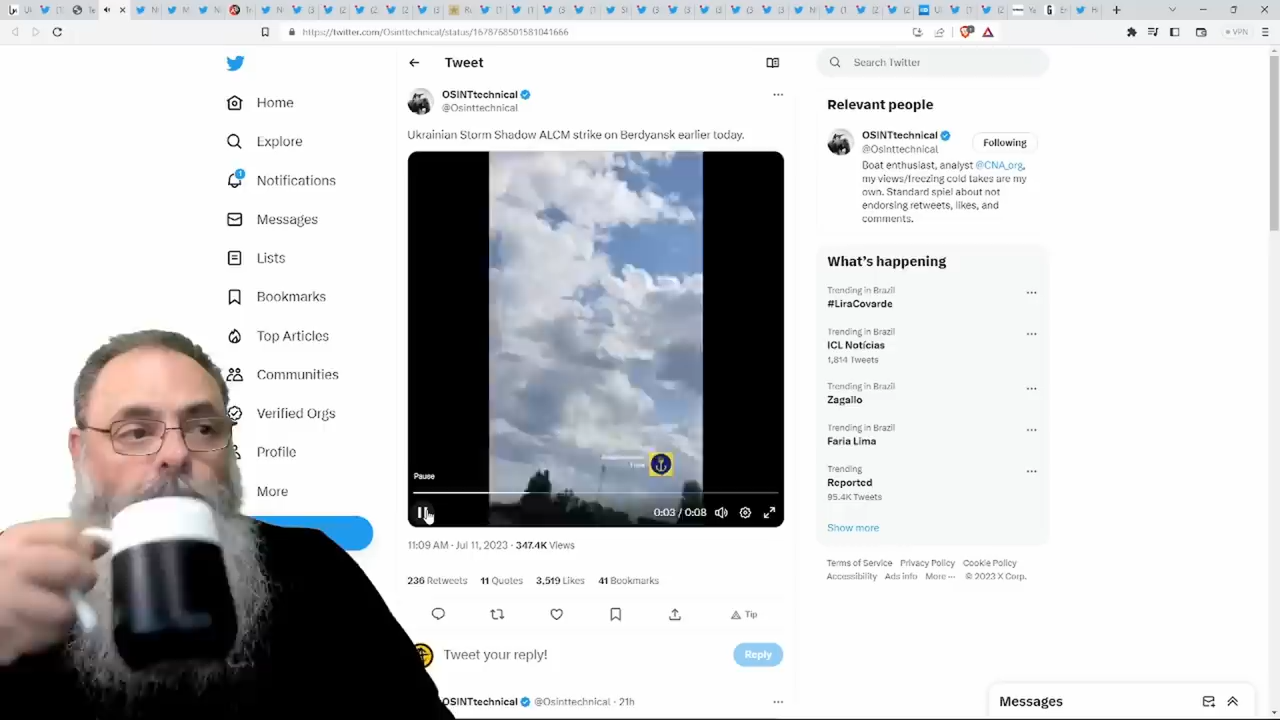 https://twitter.com/Osinttechnical/status/1678768501581041666
VPN
Home
Explore
Notifications
Messages
Lists
Bookmarks
Top Articles
Communities
Verified Orgs
Profile
More
Tweet
OSINTtechnical
@Osinttechnical
Ukrainian Storm Shadow ALCM strike on Berdyansk earlier today.
Pause
0:03 / 0:08
11:09 AM · Jul 11, 2023 · 347.4K Views
236 Retweets 11 Quotes 3,519 Likes 41 Bookmarks
Tip
Tweet your reply!
Reply
OSINTtechnical @Osinttechnical · 21h
Search Twitter
Relevant people
OSINTtechnical
@Osinttechnical
Following
Boat enthusiast, analyst @CNA_org,
my views/freezing cold takes are my
own. Standard spiel about not
endorsing retweets, likes, and
comments.
What's happening
Trending in Brazil
#LiraCovarde
Trending in Brazil
ICL Notícias
1,814 Tweets
Trending in Brazil
Zagallo
Trending in Brazil
Faria Lima
Trending
Reported
95.4K Tweets
Show more
Terms of Service Privacy Policy Cookie Policy
Accessibility Ads info More ··· © 2023 X Corp.
Messages